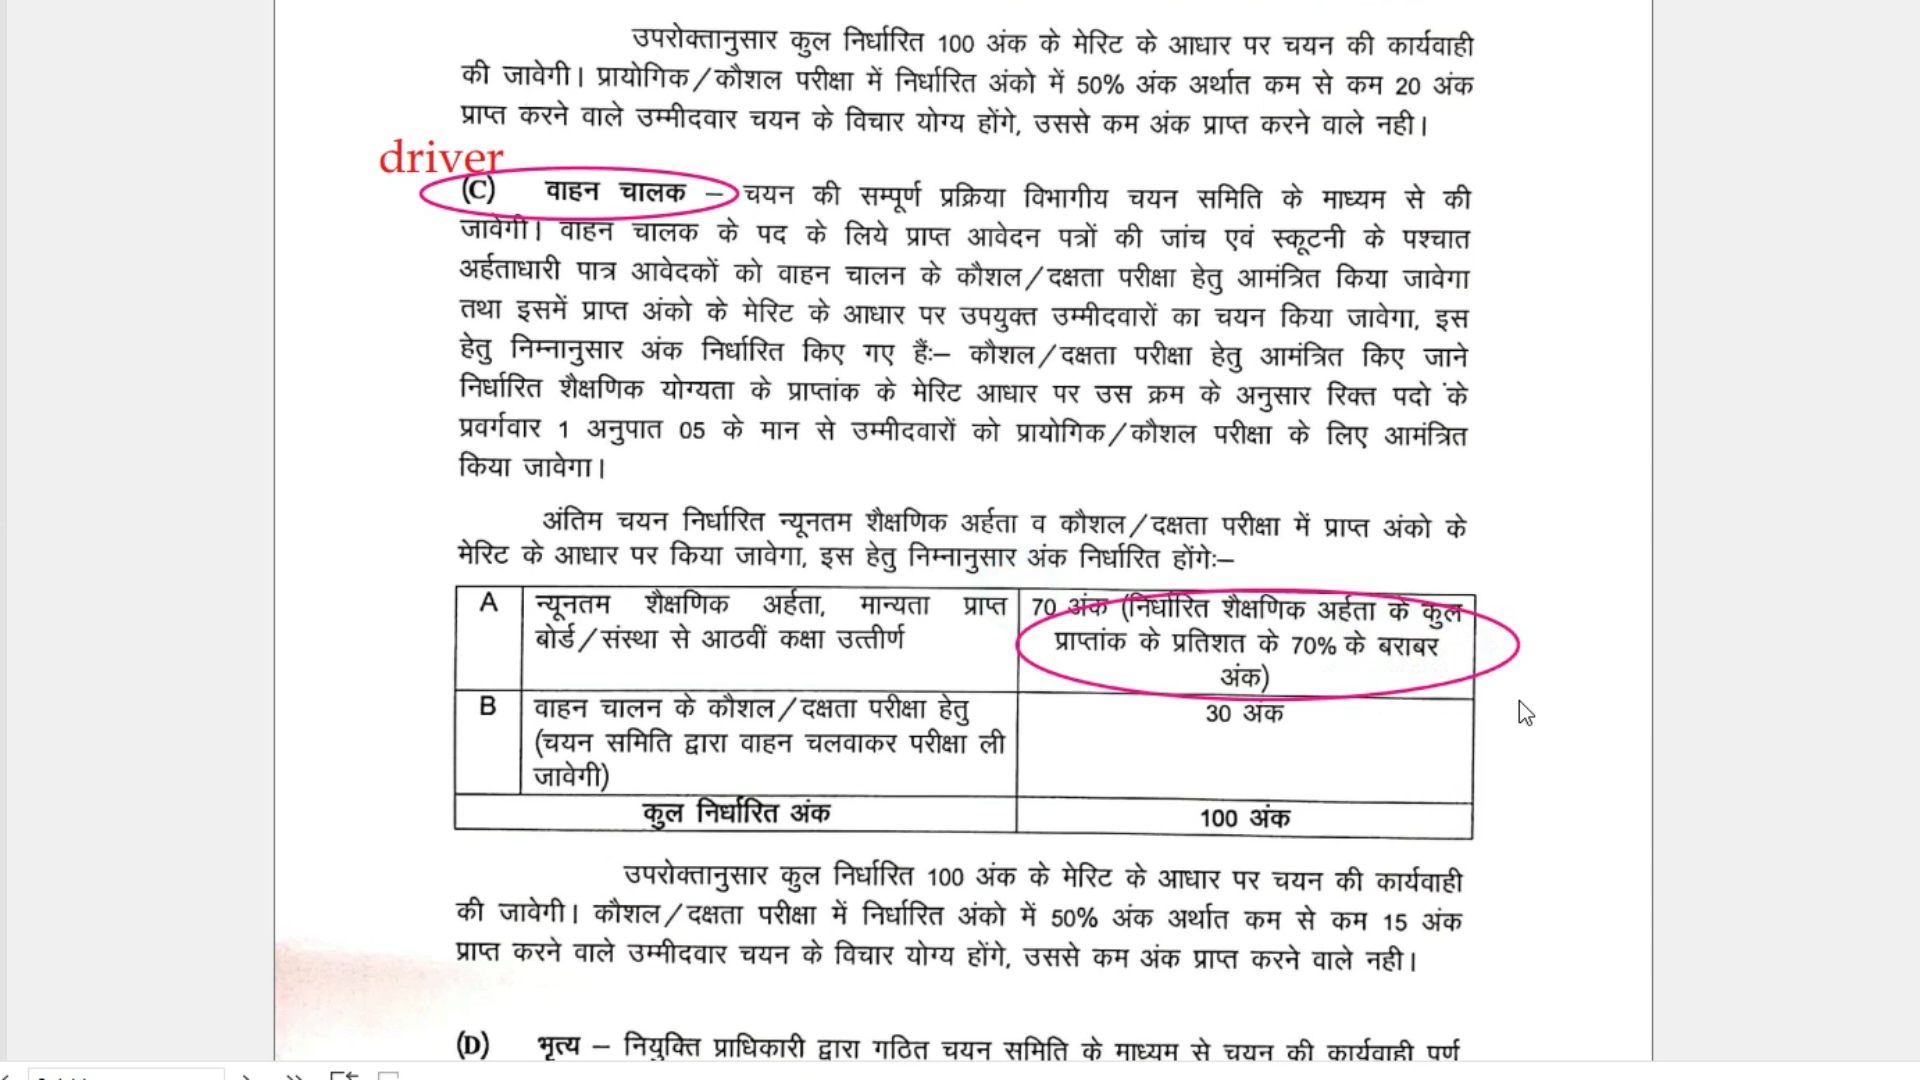 उपरोक्तानुसार कुल निर्धारित 100 अंक के मेरिट के आधार पर चयन की कार्यवाही
की जावेगी। प्रायोगिक/कौशल परीक्षा में निर्धारित अंको में 50% अंक अर्थात कम से कम 20 अंक
प्राप्त करने वाले उम्मीदवार चयन के विचार योग्य होंगे, उससे कम अंक प्राप्त करने वाले नही।
driver
(C) वाहन चालक – चयन की सम्पूर्ण प्रक्रिया विभागीय चयन समिति के माध्यम से की
जावेगी। वाहन चालक के पद के लिये प्राप्त आवेदन पत्रों की जांच एवं स्कूटनी के पश्चात
अर्हताधारी पात्र आवेदकों को वाहन चालन के कौशल/दक्षता परीक्षा हेतु आमंत्रित किया जावेगा
तथा इसमें प्राप्त अंको के मेरिट के आधार पर उपयुक्त उम्मीदवारों का चयन किया जावेगा, इस
हेतु निम्नानुसार अंक निर्धारित किए गए हैं:– कौशल/दक्षता परीक्षा हेतु आमंत्रित किए जाने
निर्धारित शैक्षणिक योग्यता के प्राप्तांक के मेरिट आधार पर उस क्रम के अनुसार रिक्त पदो के
प्रवर्गवार 1 अनुपात 05 के मान से उम्मीदवारों को प्रायोगिक/कौशल परीक्षा के लिए आमंत्रित
किया जावेगा।
अंतिम चयन निर्धारित न्यूनतम शैक्षणिक अर्हता व कौशल/दक्षता परीक्षा में प्राप्त अंको के
मेरिट के आधार पर किया जावेगा, इस हेतु निम्नानुसार अंक निर्धारित होंगे:–
A न्यूनतम शैक्षणिक अर्हता, मान्यता प्राप्त
बोर्ड/संस्था से आठवीं कक्षा उत्तीर्ण
70 अंक (निर्धारित शैक्षणिक अर्हता के कुल
प्राप्तांक के प्रतिशत के 70% के बराबर
अंक)
B वाहन चालन के कौशल/दक्षता परीक्षा हेतु
(चयन समिति द्वारा वाहन चलवाकर परीक्षा ली
जावेगी)
30 अंक
कुल निर्धारित अंक 100 अंक
उपरोक्तानुसार कुल निर्धारित 100 अंक के मेरिट के आधार पर चयन की कार्यवाही
की जावेगी। कौशल/दक्षता परीक्षा में निर्धारित अंको में 50% अंक अर्थात कम से कम 15 अंक
प्राप्त करने वाले उम्मीदवार चयन के विचार योग्य होंगे, उससे कम अंक प्राप्त करने वाले नही।
(D) भृत्य – नियुक्ति प्राधिकारी द्वारा गठित चयन समिति के माध्यम से चयन की कार्यवाही पूर्ण